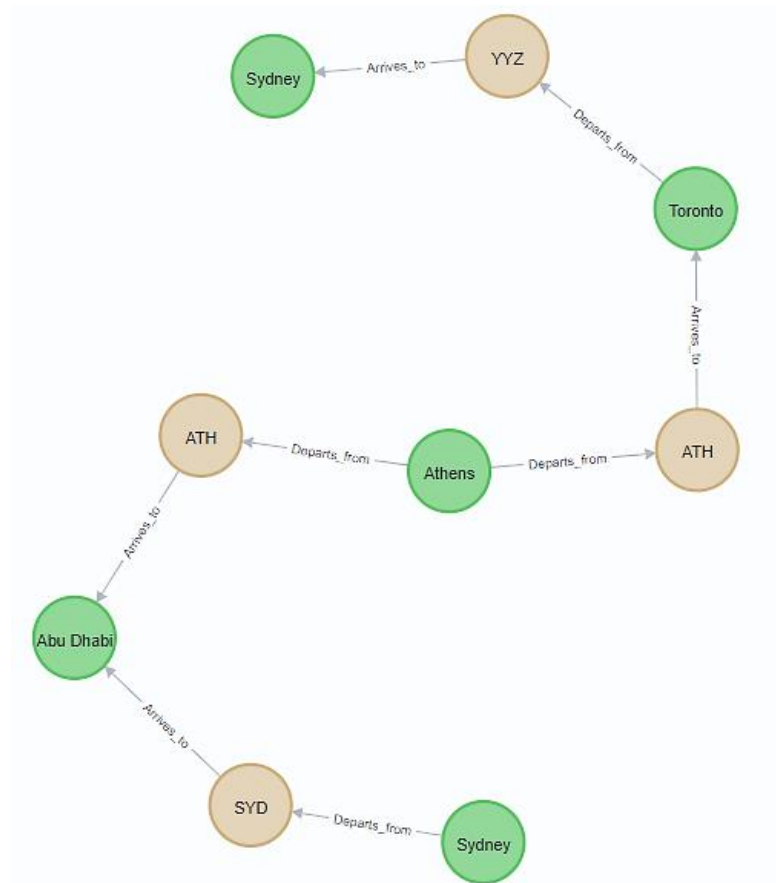 YYZ
Arrives_to
Sydney
Departs_from
Toronto
Arrives_to
ATH
Departs_from
Athens
Departs_from
ATH
Arrives_to
Abu Dhabi
Arrives_to
SYD
Departs_from
Sydney